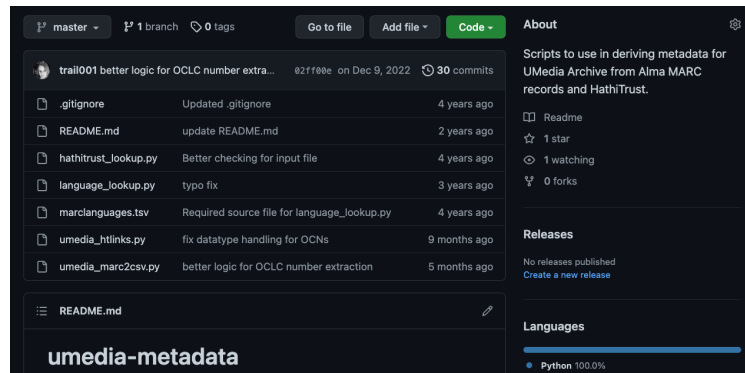 master 1 branch 0 tags Go to file Add file Code
trail001 better logic for OCLC number extra... 02ff00e on Dec 9, 2022 30 commits
.gitignore Updated .gitignore 4 years ago
README.md update README.md 2 years ago
hathitrust_lookup.py Better checking for input file 4 years ago
language_lookup.py typo fix 3 years ago
marclanguages.tsv Required source file for language_lookup.py 4 years ago
umedia_htlinks.py fix datatype handling for OCNs 9 months ago
umedia_marc2csv.py better logic for OCLC number extraction 5 months ago
README.md
umedia-metadata
About
Scripts to use in deriving metadata for
UMedia Archive from Alma MARC
records and HathiTrust.
Readme
1 star
1 watching
0 forks
Releases
No releases published
Create a new release
Languages
Python 100.0%